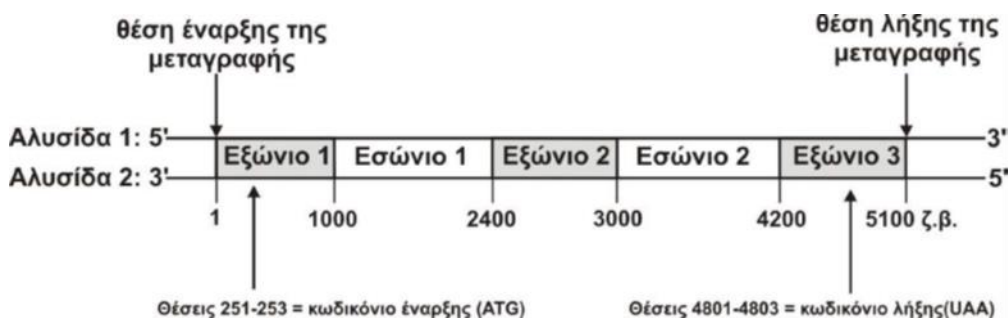 θέση έναρξης της
μεταγραφής
θέση λήξης της
μεταγραφής
Αλυσίδα 1: 5' 3'
Εξώνιο 1 Εσώνιο 1 Εξώνιο 2 Εσώνιο 2 Εξώνιο 3
Αλυσίδα 2: 3' 5'
1 1000 2400 3000 4200 5100 ζ.β.
Θέσεις 251-253 = κωδικόνιο έναρξης (ATG)
Θέσεις 4801-4803 = κωδικόνιο λήξης(UAA)